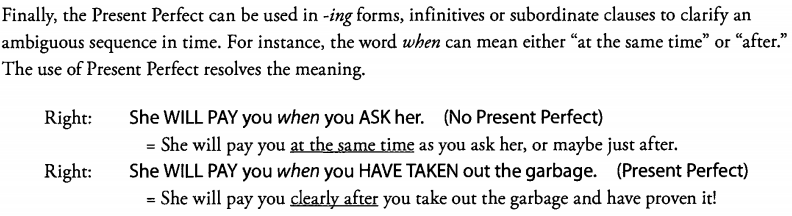 Finally, the Present Perfect can be used in -ing forms, infinitives or subordinate clauses to clarify an
ambiguous sequence in time. For instance, the word when can mean either “at the same time” or “after.”
The use of Present Perfect resolves the meaning.
Right: She WILL PAY you when you ASK her. (No Present Perfect)
= She will pay you at the same time as you ask her, or maybe just after.
Right: She WILL PAY you when you HAVE TAKEN out the garbage. (Present Perfect)
= She will pay you clearly after you take out the garbage and have proven it!